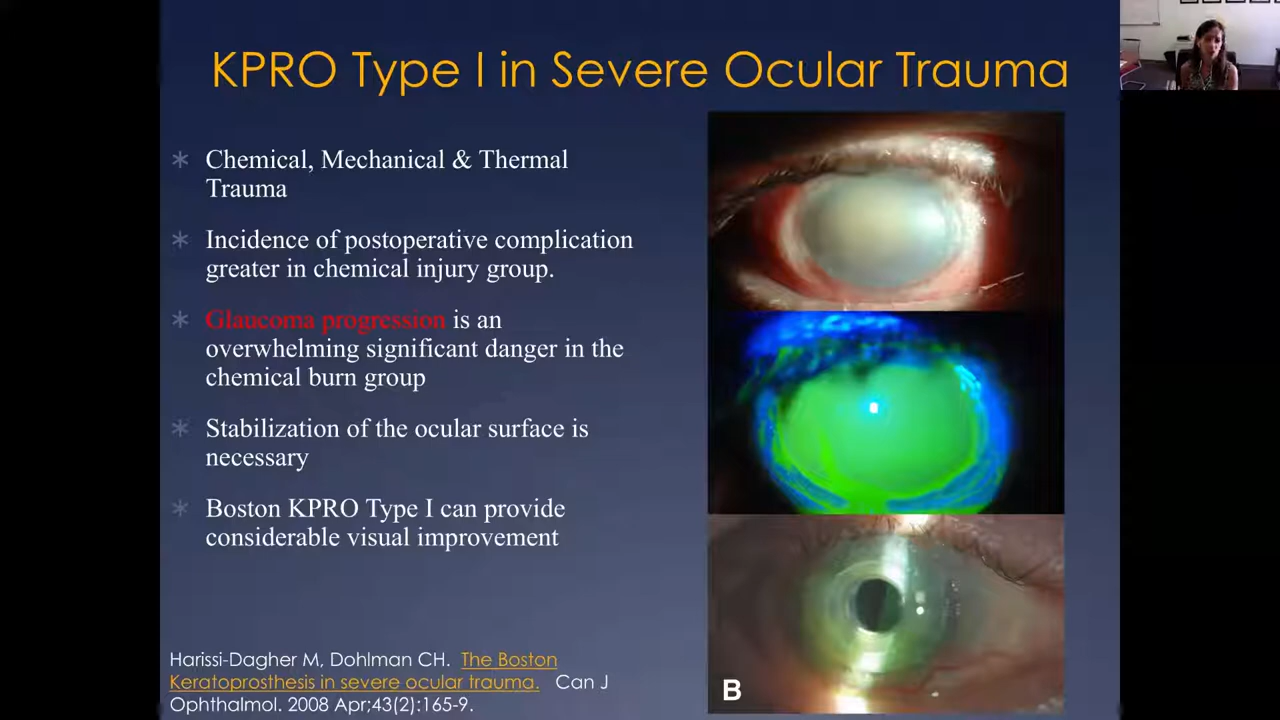 KPRO Type I in Severe Ocular Trauma
Chemical, Mechanical & Thermal
Trauma
Incidence of postoperative complication
greater in chemical injury group.
Glaucoma progression is an
overwhelming significant danger in the
chemical burn group
Stabilization of the ocular surface is
necessary
Boston KPRO Type I can provide
considerable visual improvement
Harissi-Dagher M, Dohlman CH. The Boston
Keratoprosthesis in severe ocular trauma. Can J
Ophthalmol. 2008 Apr;43(2):165-9.
B